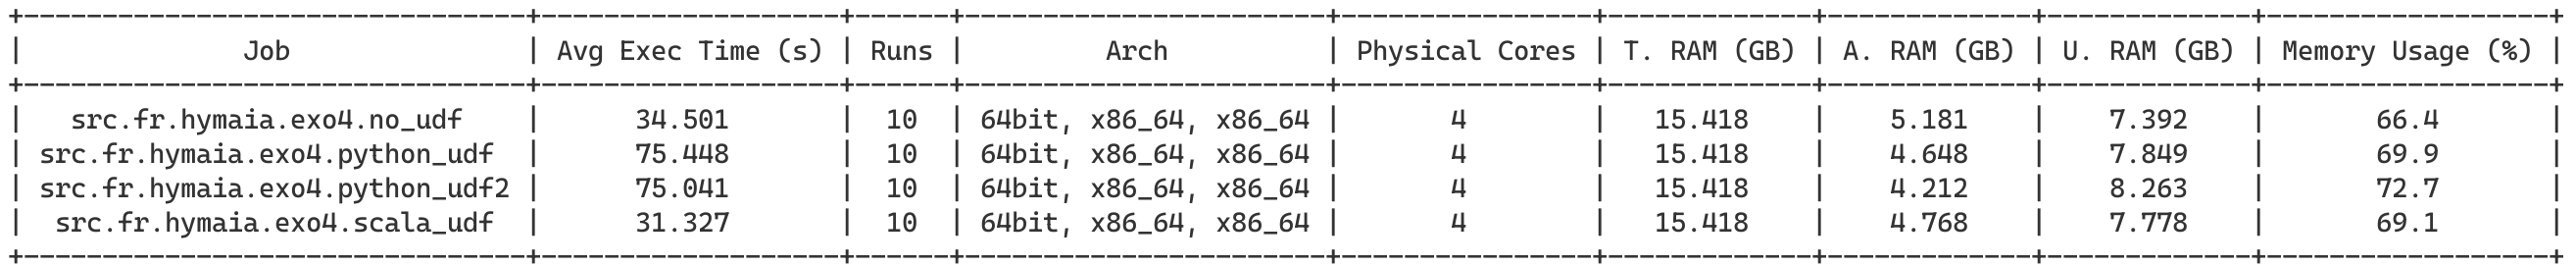 +---------------------------------+--------------------+------+------------------------+-----------------+--------------+--------------+--------------+-------------------+
|               Job               | Avg Exec Time (s) | Runs |         Arch          | Physical Cores | T. RAM (GB) | A. RAM (GB) | U. RAM (GB) | Memory Usage (%) |
+---------------------------------+--------------------+------+------------------------+-----------------+--------------+--------------+--------------+-------------------+
|    src.fr.hymaia.exo4.no_udf    |      34.501       |  10  | 64bit, x86_64, x86_64 |       4        |   15.418    |    5.181    |    7.392    |       66.4       |
| src.fr.hymaia.exo4.python_udf  |      75.448       |  10  | 64bit, x86_64, x86_64 |       4        |   15.418    |    4.648    |    7.849    |       69.9       |
| src.fr.hymaia.exo4.python_udf2 |      75.041       |  10  | 64bit, x86_64, x86_64 |       4        |   15.418    |    4.212    |    8.263    |       72.7       |
|  src.fr.hymaia.exo4.scala_udf  |      31.327       |  10  | 64bit, x86_64, x86_64 |       4        |   15.418    |    4.768    |    7.778    |       69.1       |
+---------------------------------+--------------------+------+------------------------+-----------------+--------------+--------------+--------------+-------------------+